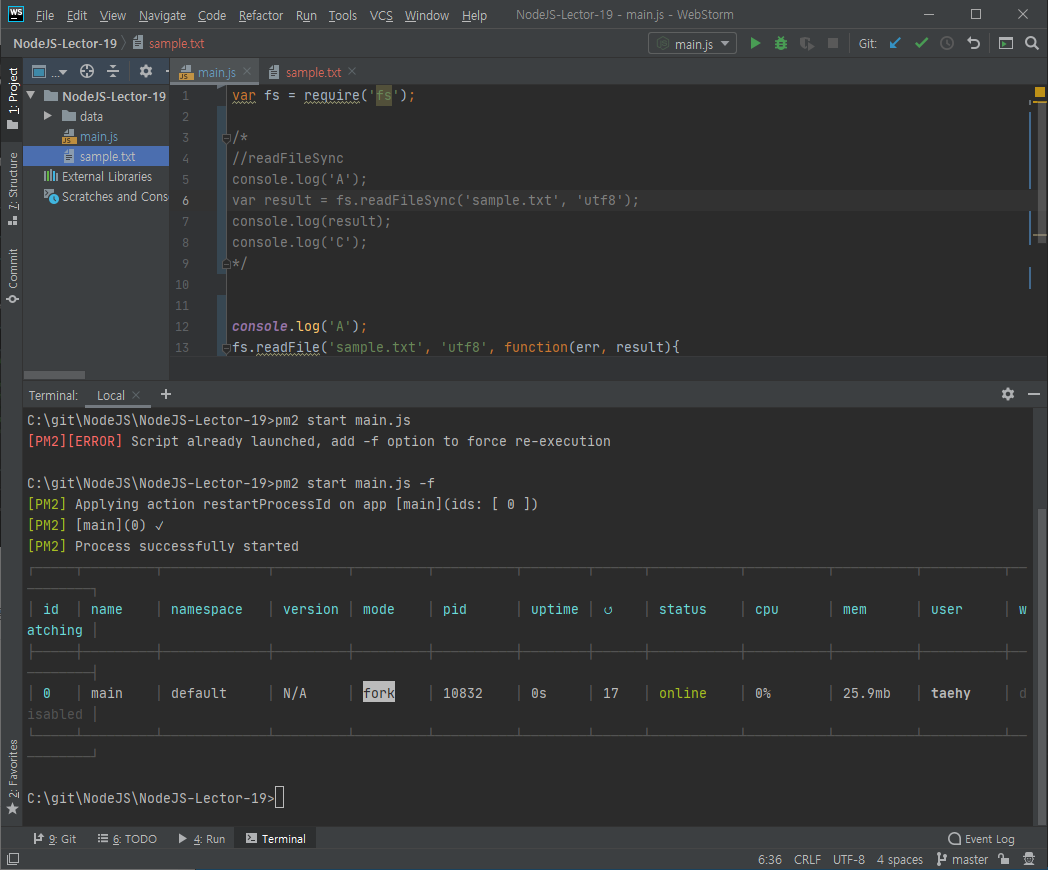 WS File Edit View Navigate Code Refactor Run Tools VCS Window Help NodeJS-Lector-19 - main.js - WebStorm
NodeJS-Lector-19 sample.txt main.js Git:
1: Project
7: Structure
Commit
2: Favorites
...
NodeJS-Lector-19
data
main.js
sample.txt
External Libraries
Scratches and Cons
main.js sample.txt
1 var fs = require('fs');
2
3 /*
4 //readFileSync
5 console.log('A');
6 var result = fs.readFileSync('sample.txt', 'utf8');
7 console.log(result);
8 console.log('C');
9 */
10
11
12 console.log('A');
13 fs.readFile('sample.txt', 'utf8', function(err, result){
Terminal: Local +
C:\git\NodeJS\NodeJS-Lector-19>pm2 start main.js
[PM2][ERROR] Script already launched, add -f option to force re-execution
C:\git\NodeJS\NodeJS-Lector-19>pm2 start main.js -f
[PM2] Applying action restartProcessId on app [main](ids: [ 0 ])
[PM2] [main](0) ✓
[PM2] Process successfully started
│ id │ name │ namespace │ version │ mode │ pid │ uptime │ ↺ │ status │ cpu │ mem │ user │ w
atching │
│ 0 │ main │ default │ N/A │ fork │ 10832 │ 0s │ 17 │ online │ 0% │ 25.9mb │ taehy │ d
isabled │
C:\git\NodeJS\NodeJS-Lector-19>
9: Git 6: TODO 4: Run Terminal Event Log
6:36 CRLF UTF-8 4 spaces master